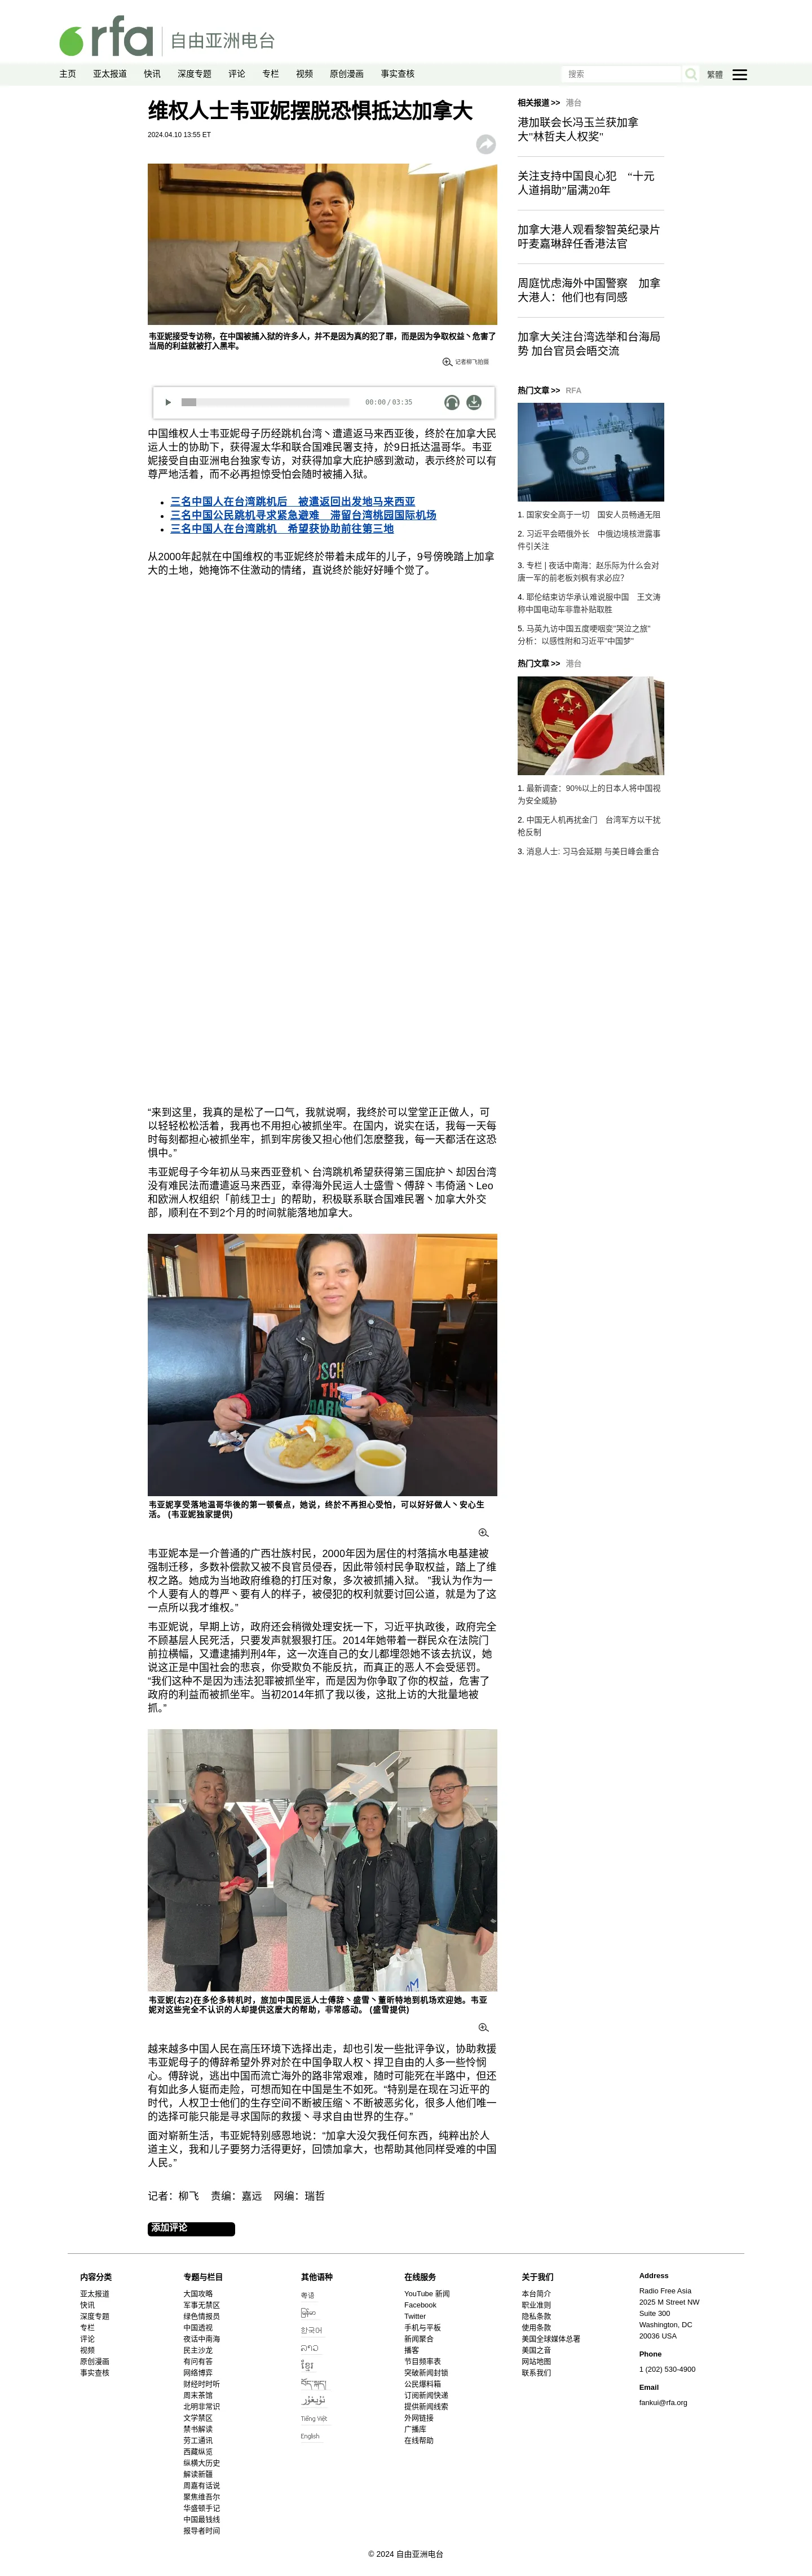 rfa 自由亚洲电台
主页 亚太报道 快讯 深度专题 评论 专栏 视频 原创漫画 事实查核 搜索 繁體
维权人士韦亚妮摆脱恐惧抵达加拿大
2024.04.10 13:55 ET
韦亚妮接受专访称，在中国被捕入狱的许多人，并不是因为真的犯了罪，而是因为争取权益丶危害了
当局的利益就被打入黑牢。
记者柳飞拍摄
00:00 / 03:35
中国维权人士韦亚妮母子历经跳机台湾丶遭遣返马来西亚後，终於在加拿大民
运人士的协助下，获得渥太华和联合国难民署支持，於9日抵达温哥华。韦亚
妮接受自由亚洲电台独家专访，对获得加拿大庇护感到激动，表示终於可以有
尊严地活着，而不必再担惊受怕会随时被捕入狱。
三名中国人在台湾跳机后　被遣返回出发地马来西亚
三名中国公民跳机寻求紧急避难　滞留台湾桃园国际机场
三名中国人在台湾跳机　希望获协助前往第三地
从2000年起就在中国维权的韦亚妮终於带着未成年的儿子，9号傍晚踏上加拿
大的土地，她掩饰不住激动的情绪，直说终於能好好睡个觉了。
“来到这里，我真的是松了一口气，我就说啊，我终於可以堂堂正正做人，可
以轻轻松松活着，我再也不用担心被抓坐牢。在国内，说实在话，我每一天每
时每刻都担心被抓坐牢，抓到牢房後又担心他们怎麽整我，每一天都活在这恐
惧中。”
韦亚妮母子今年初从马来西亚登机丶台湾跳机希望获得第三国庇护丶却因台湾
没有难民法而遭遣返马来西亚，幸得海外民运人士盛雪丶傅辞丶韦倚涵丶Leo
和欧洲人权组织「前线卫士」的帮助，积极联系联合国难民署丶加拿大外交
部，顺利在不到2个月的时间就能落地加拿大。
韦亚妮享受落地温哥华後的第一顿餐点，她说，终於不再担心受怕，可以好好做人丶安心生
活。 (韦亚妮独家提供)
韦亚妮本是一介普通的广西壮族村民，2000年因为居住的村落搞水电基建被
强制迁移，多数补偿款又被不良官员侵吞，因此带领村民争取权益，踏上了维
权之路。她成为当地政府维稳的打压对象，多次被抓捕入狱。 “我认为作为一
个人要有人的尊严丶要有人的样子，被侵犯的权利就要讨回公道，就是为了这
一点所以我才维权。”
韦亚妮说，早期上访，政府还会稍微处理安抚一下，习近平执政後，政府完全
不顾基层人民死活，只要发声就狠狠打压。2014年她带着一群民众在法院门
前拉横幅，又遭逮捕判刑4年，这一次连自己的女儿都埋怨她不该去抗议，她
说这正是中国社会的悲哀，你受欺负不能反抗，而真正的恶人不会受惩罚。
“我们这种不是因为违法犯罪被抓坐牢，而是因为你争取了你的权益，危害了
政府的利益而被抓坐牢。当初2014年抓了我以後，这批上访的大批量地被
抓。”
韦亚妮(右2)在多伦多转机时，旅加中国民运人士傅辞丶盛雪丶董昕特地到机场欢迎她。韦亚
妮对这些完全不认识的人却提供这麽大的帮助，非常感动。 (盛雪提供)
越来越多中国人民在高压环境下选择出走，却也引发一些批评争议，协助救援
韦亚妮母子的傅辞希望外界对於在中国争取人权丶捍卫自由的人多一些怜悯
心。傅辞说，逃出中国而流亡海外的路非常艰难，随时可能死在半路中，但还
有如此多人铤而走险，可想而知在中国是生不如死。“特别是在现在习近平的
时代，人权卫士他们的生存空间不断被压缩丶不断被恶劣化，很多人他们唯一
的选择可能只能是寻求国际的救援丶寻求自由世界的生存。”
面对崭新生活，韦亚妮特别感恩地说：“加拿大没欠我任何东西，纯粹出於人
道主义，我和儿子要努力活得更好，回馈加拿大，也帮助其他同样受难的中国
人民。”
记者：柳飞　责编：嘉远　网编：瑞哲
添加评论
相关报道 >> 港台
港加联会长冯玉兰获加拿
大"林哲夫人权奖"
关注支持中国良心犯　“十元
人道捐助”届满20年
加拿大港人观看黎智英纪录片
吁麦嘉琳辞任香港法官
周庭忧虑海外中国警察　加拿
大港人：他们也有同感
加拿大关注台湾选举和台海局
势 加台官员会晤交流
热门文章 >> RFA
1. 国家安全高于一切　国安人员畅通无阻
2. 习近平会晤俄外长　中俄边境核泄露事
件引关注
3. 专栏 | 夜话中南海：赵乐际为什么会对
唐一军的前老板刘枫有求必应?
4. 耶伦结束访华承认难说服中国　王文涛
称中国电动车非靠补贴取胜
5. 马英九访中国五度哽咽变"哭泣之旅"
分析：以感性附和习近平"中国梦"
热门文章 >> 港台
1. 最新调查：90%以上的日本人将中国视
为安全威胁
2. 中国无人机再扰金门　台湾军方以干扰
枪反制
3. 消息人士: 习马会延期 与美日峰会重合
内容分类
亚太报道
快讯
深度专题
专栏
评论
视频
原创漫画
事实查核
专题与栏目
大国攻略
军事无禁区
绿色情报员
中国透视
夜话中南海
民主沙龙
有问有答
网络博弈
财经时时听
周末茶馆
北明非常识
文学禁区
禁书解读
劳工通讯
西藏纵览
纵横大历史
解读新疆
周嘉有话说
聚焦维吾尔
华盛顿手记
中国最钱线
报导者时间
其他语种
粤语
မြန်မာ
한국어
ລາວ
ខ្មែរ
བོད་སྐད།
ئۇيغۇر
Tiếng Việt
English
在线服务
YouTube 新闻
Facebook
Twitter
手机与平板
新闻聚合
播客
节目频率表
突破新闻封锁
公民爆料箱
订阅新闻快递
提供新闻线索
外网链接
广播库
在线帮助
关于我们
本台简介
职业准则
隐私条款
使用条款
美国全球媒体总署
美国之音
网站地图
联系我们
Address
Radio Free Asia
2025 M Street NW
Suite 300
Washington, DC
20036 USA
Phone
1 (202) 530-4900
Email
fankui@rfa.org
© 2024 自由亚洲电台